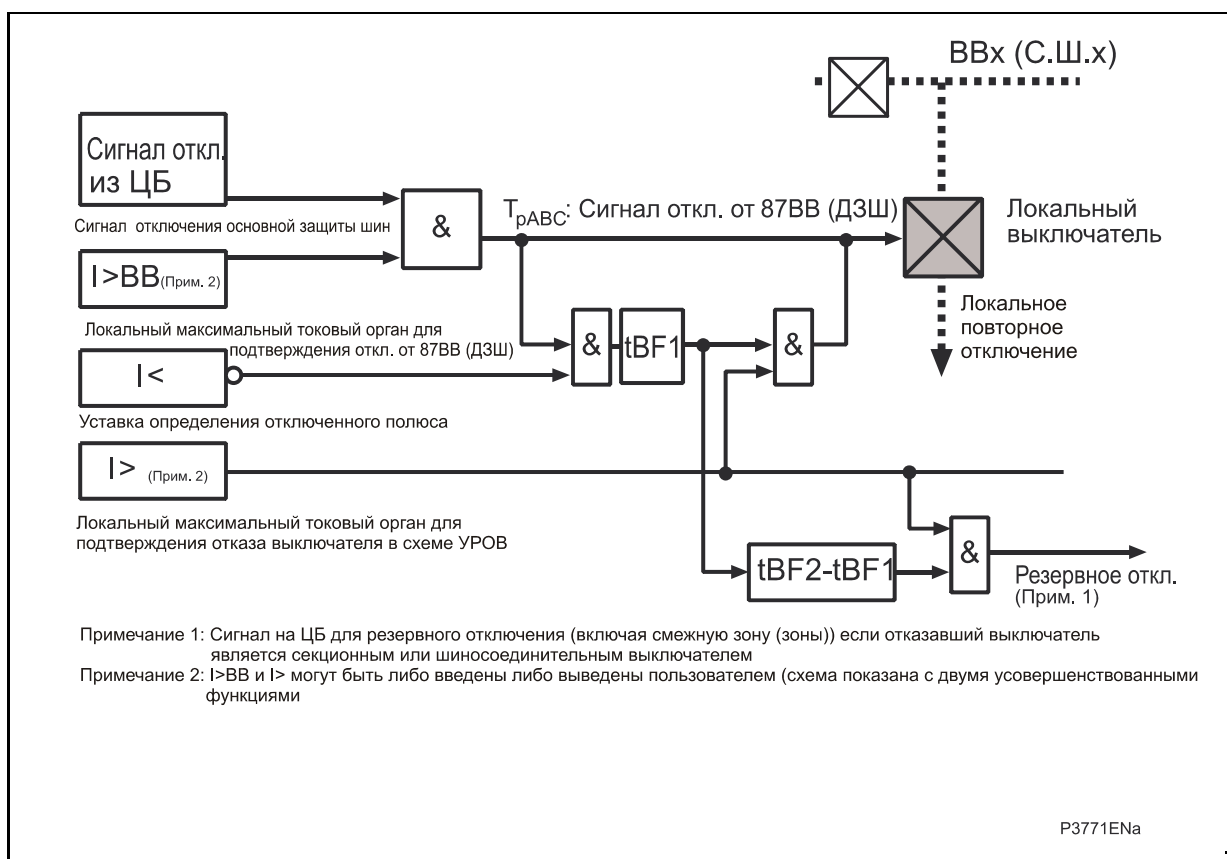 BBx (С.Ш.x)
Сигнал откл.
из ЦБ
Сигнал отключения основной защиты шин
&
TpABC: Сигнал откл. от 87BB (ДЗШ)
Локальный
выключатель
I>BB(Прим. 2)
Локальный максимальный токовый орган для
подтверждения откл. от 87BB (ДЗШ)
Локальное
повторное
отключение
&
tBF1
&
I<
Уставка определения отключенного полюса
I> (Прим. 2)
Локальный максимальный токовый орган для
подтверждения отказа выключателя в схеме УРОВ
tBF2-tBF1
&
Резервное откл.
(Прим. 1)
Примечание 1: Сигнал на ЦБ для резервного отключения (включая смежную зону (зоны)) если отказавший выключатель
является секционным или шиносоединительным выключателем
Примечание 2: I>BB и I> могут быть либо введены либо выведены пользователем (схема показана с двумя усовершенствованными
функциями
P3771ENa